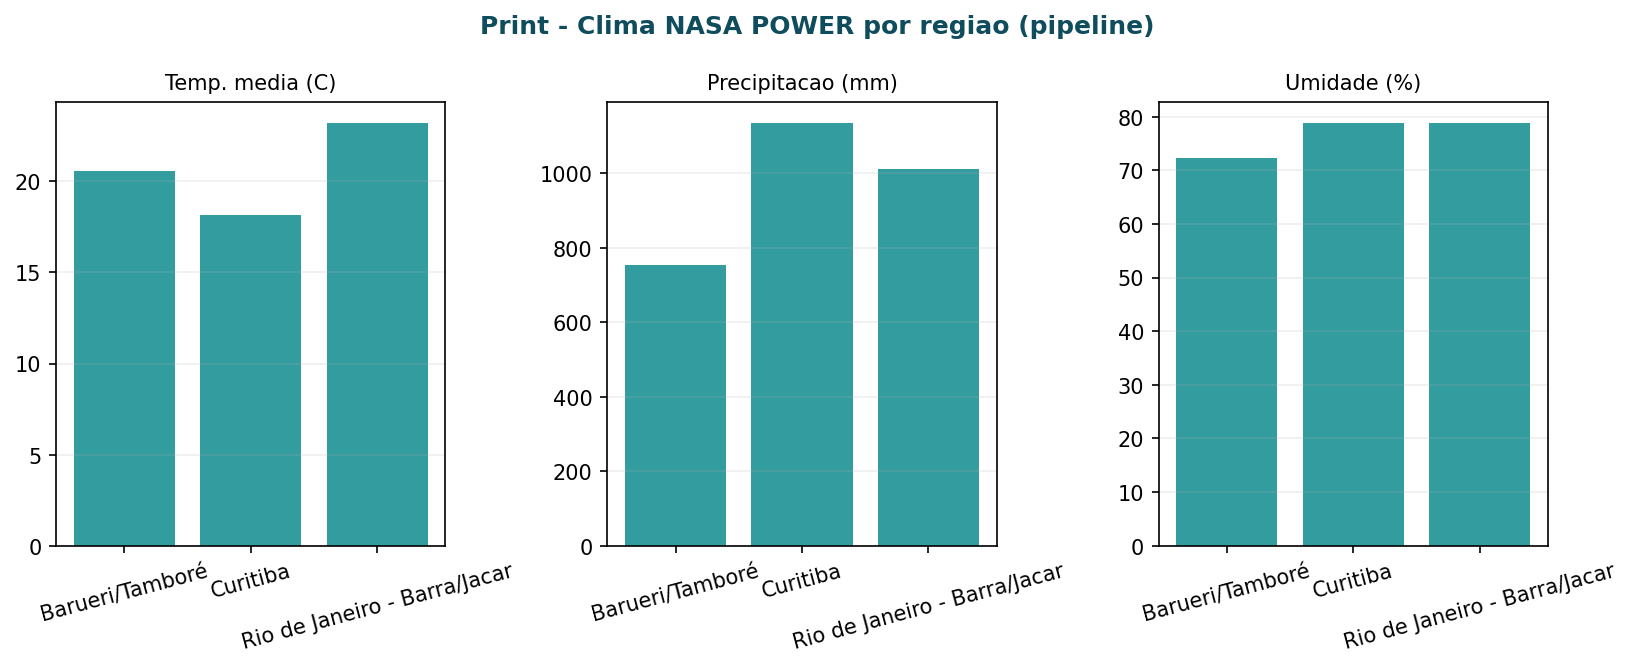 Print - Clima NASA POWER por regiao (pipeline)
Temp. media (C)
20
15
10
5
0
Barueri/Tamboré
Curitiba
Rio de Janeiro - Barra/Jacar
Precipitacao (mm)
1000
800
600
400
200
0
Barueri/Tamboré
Curitiba
Rio de Janeiro - Barra/Jacar
Umidade (%)
80
70
60
50
40
30
20
10
0
Barueri/Tamboré
Curitiba
Rio de Janeiro - Barra/Jacar